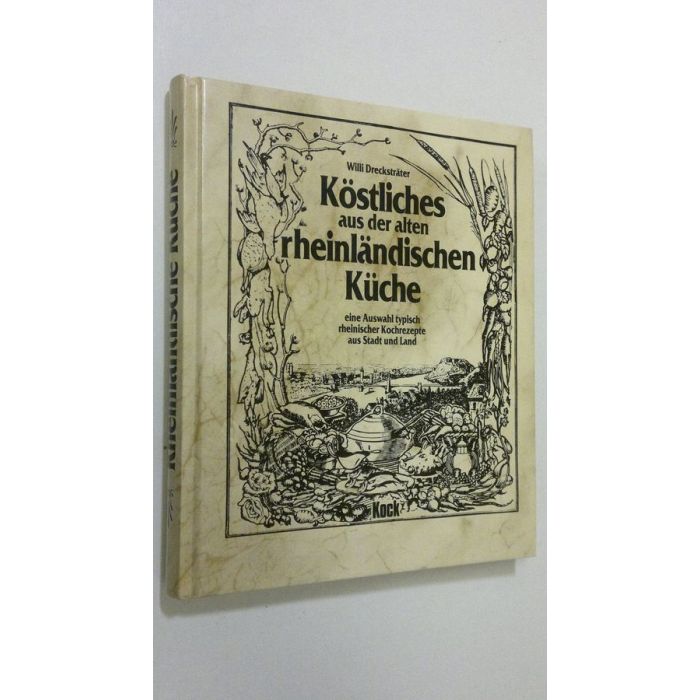 Willi Drecksträter
Köstliches
aus der alten
rheinländischen
Küche
eine Auswahl typisch
rheinischer Kochrezepte
aus Stadt und Land
Kock
Rheinländische Küche